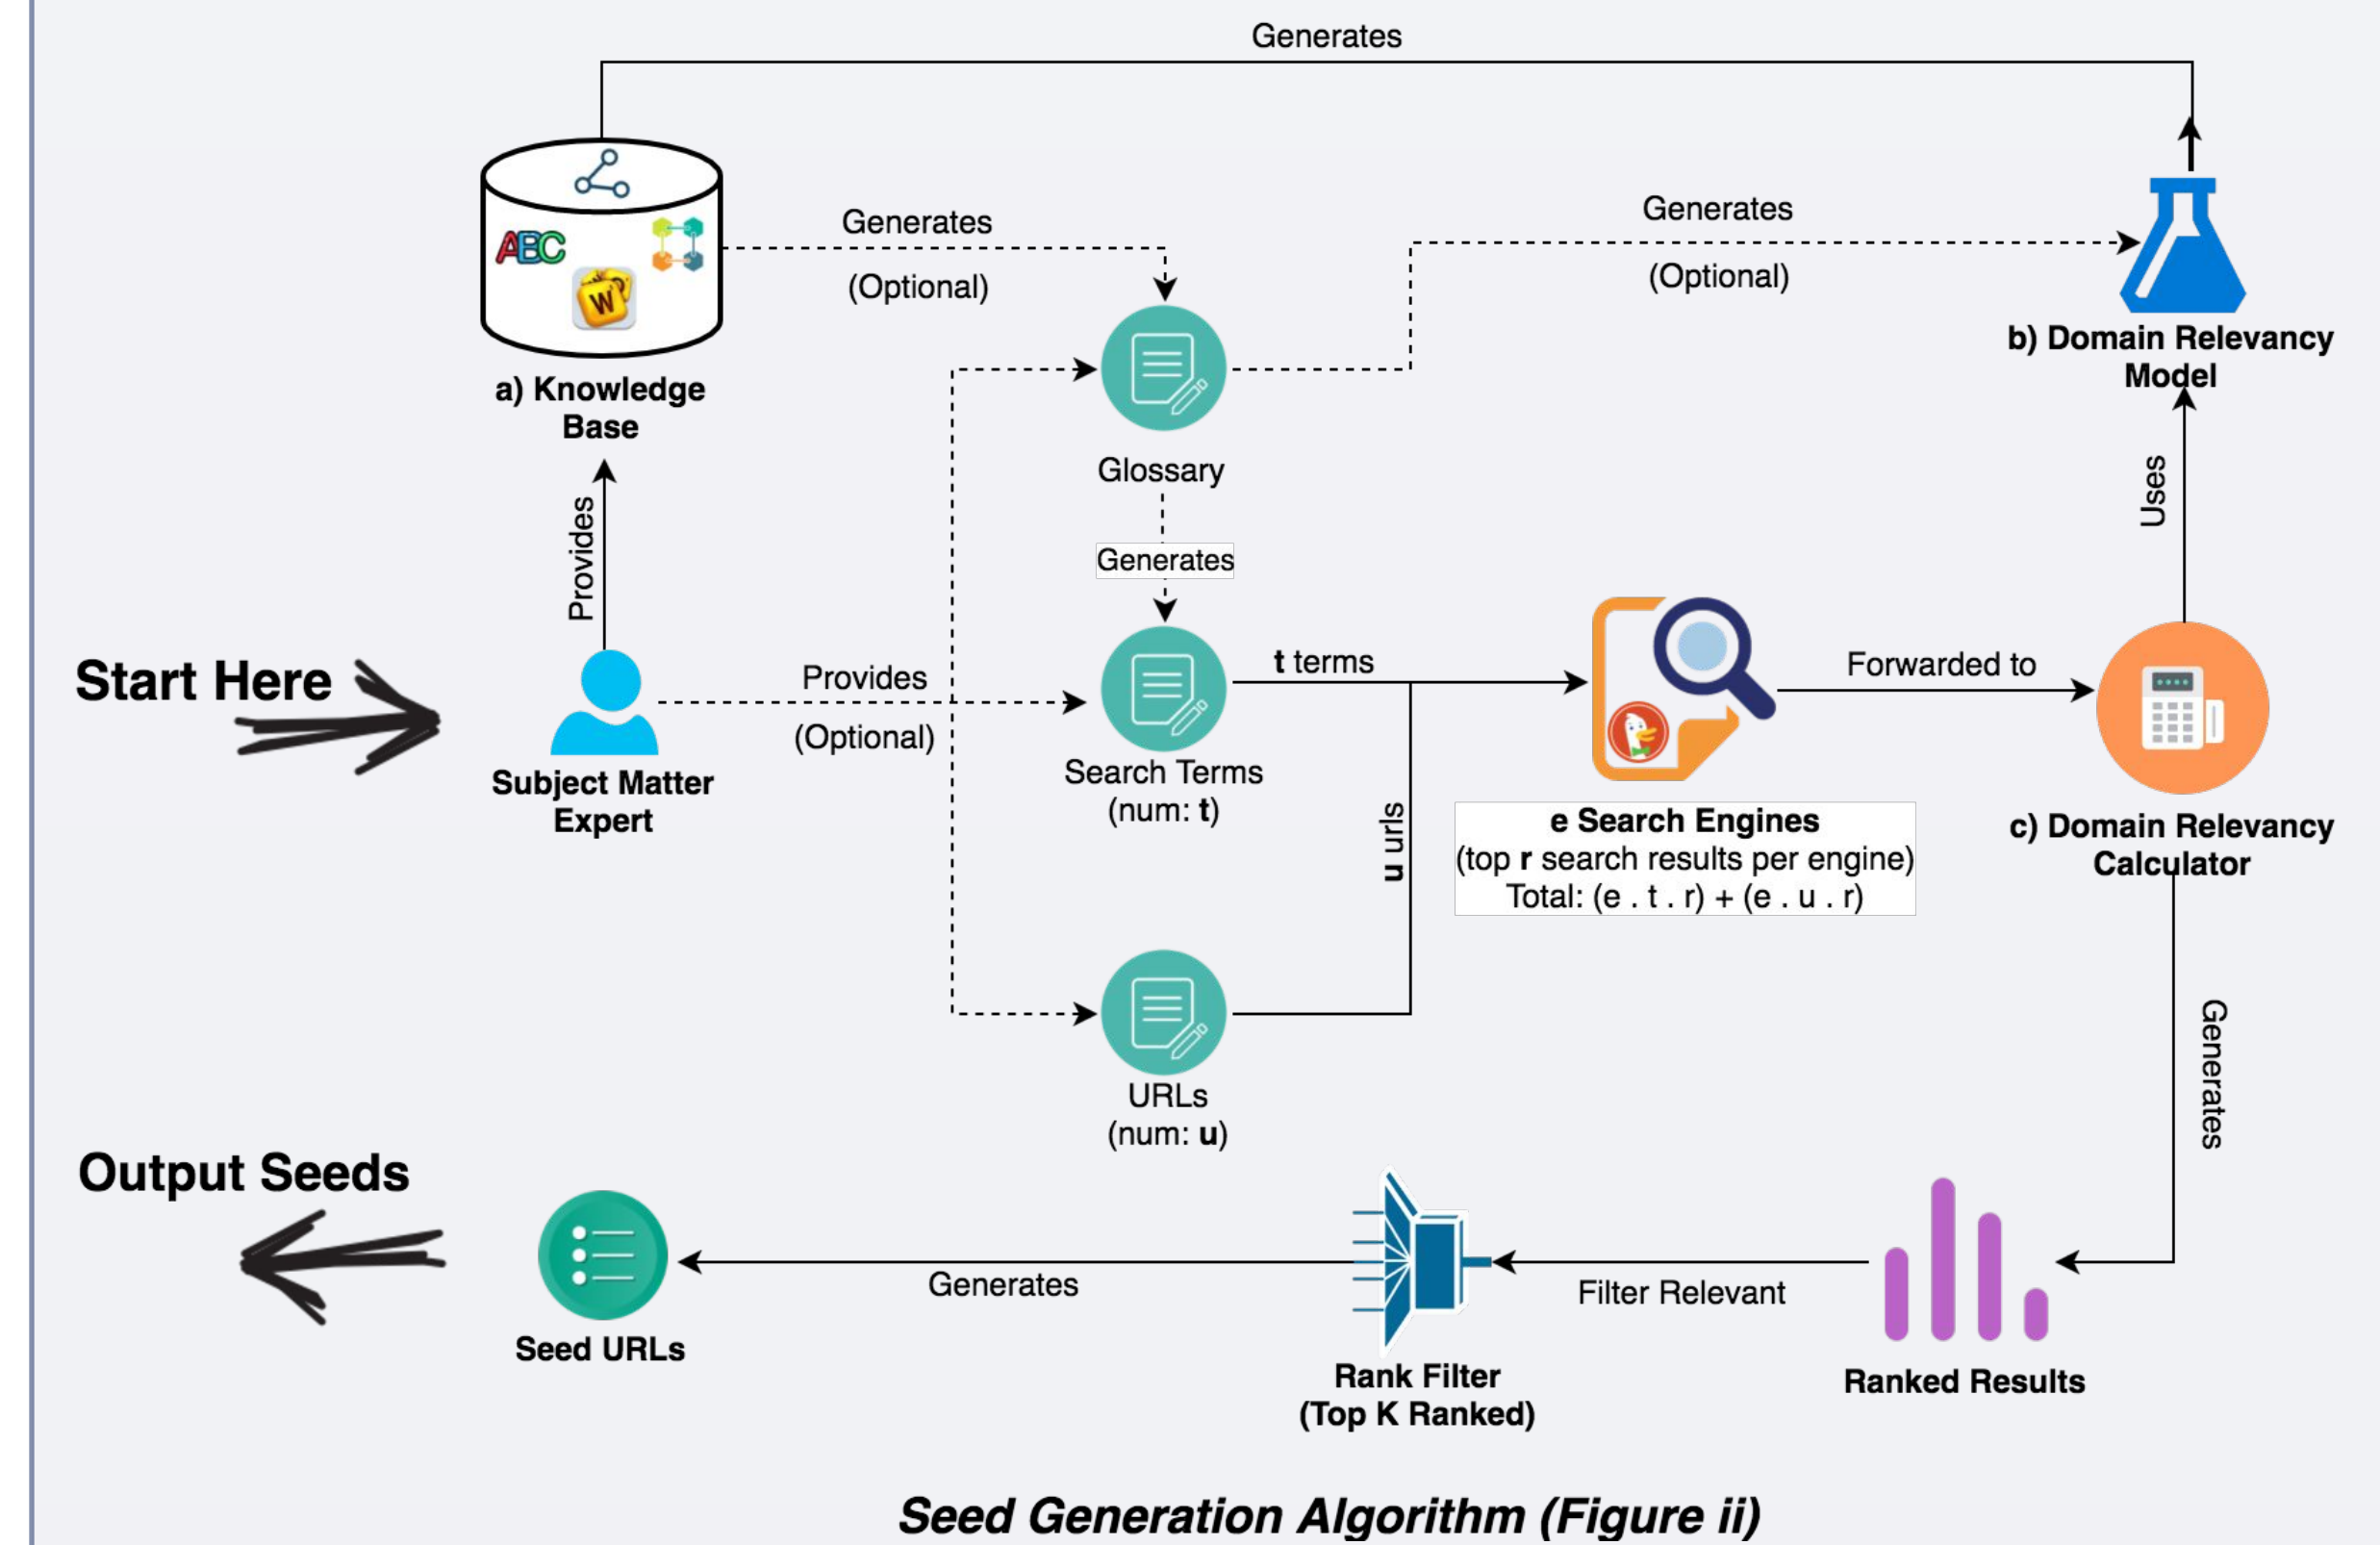 Generates
ABC
W
Generates
(Optional)
Generates
(Optional)
a) Knowledge
Base
b) Domain Relevancy
Model
Glossary
Provides
Generates
Uses
Start Here
Provides
(Optional)
t terms
Forwarded to
Subject Matter
Expert
Search Terms
(num: t)
u urls
e Search Engines
(top r search results per engine)
Total: (e . t . r) + (e . u . r)
c) Domain Relevancy
Calculator
URLs
(num: u)
Generates
Output Seeds
Generates
Filter Relevant
Seed URLs
Rank Filter
(Top K Ranked)
Ranked Results
Seed Generation Algorithm (Figure ii)